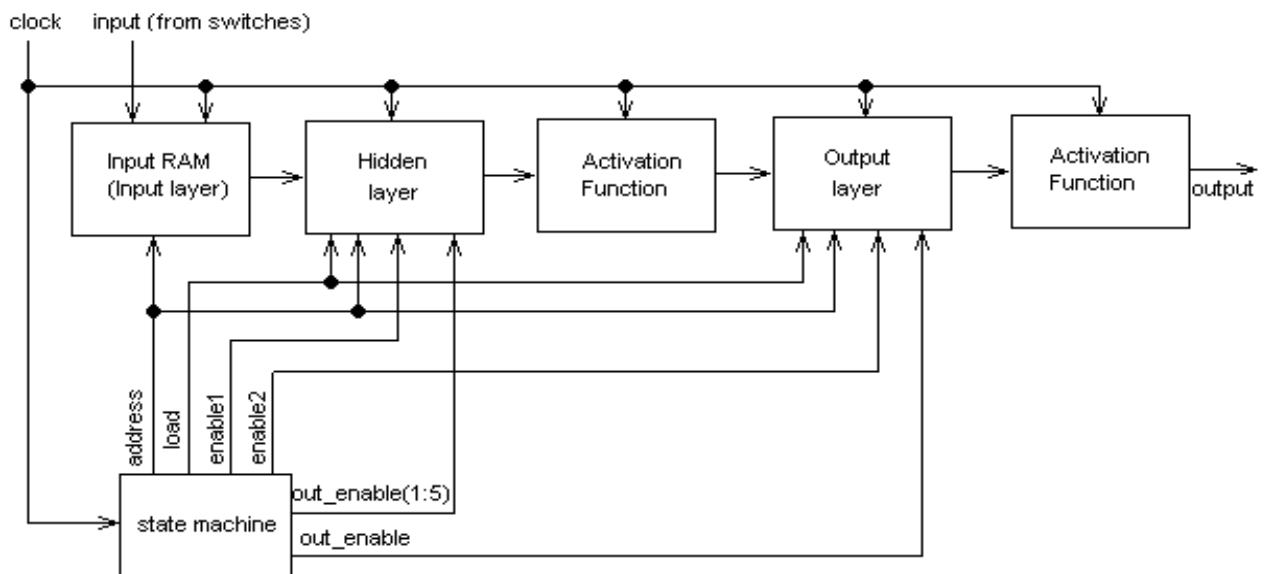 clock
input (from switches)
Input RAM
(Input layer)
Hidden
layer
Activation
Function
Output
layer
Activation
Function
output
address
load
enable1
enable2
out_enable(1:5)
state machine
out_enable